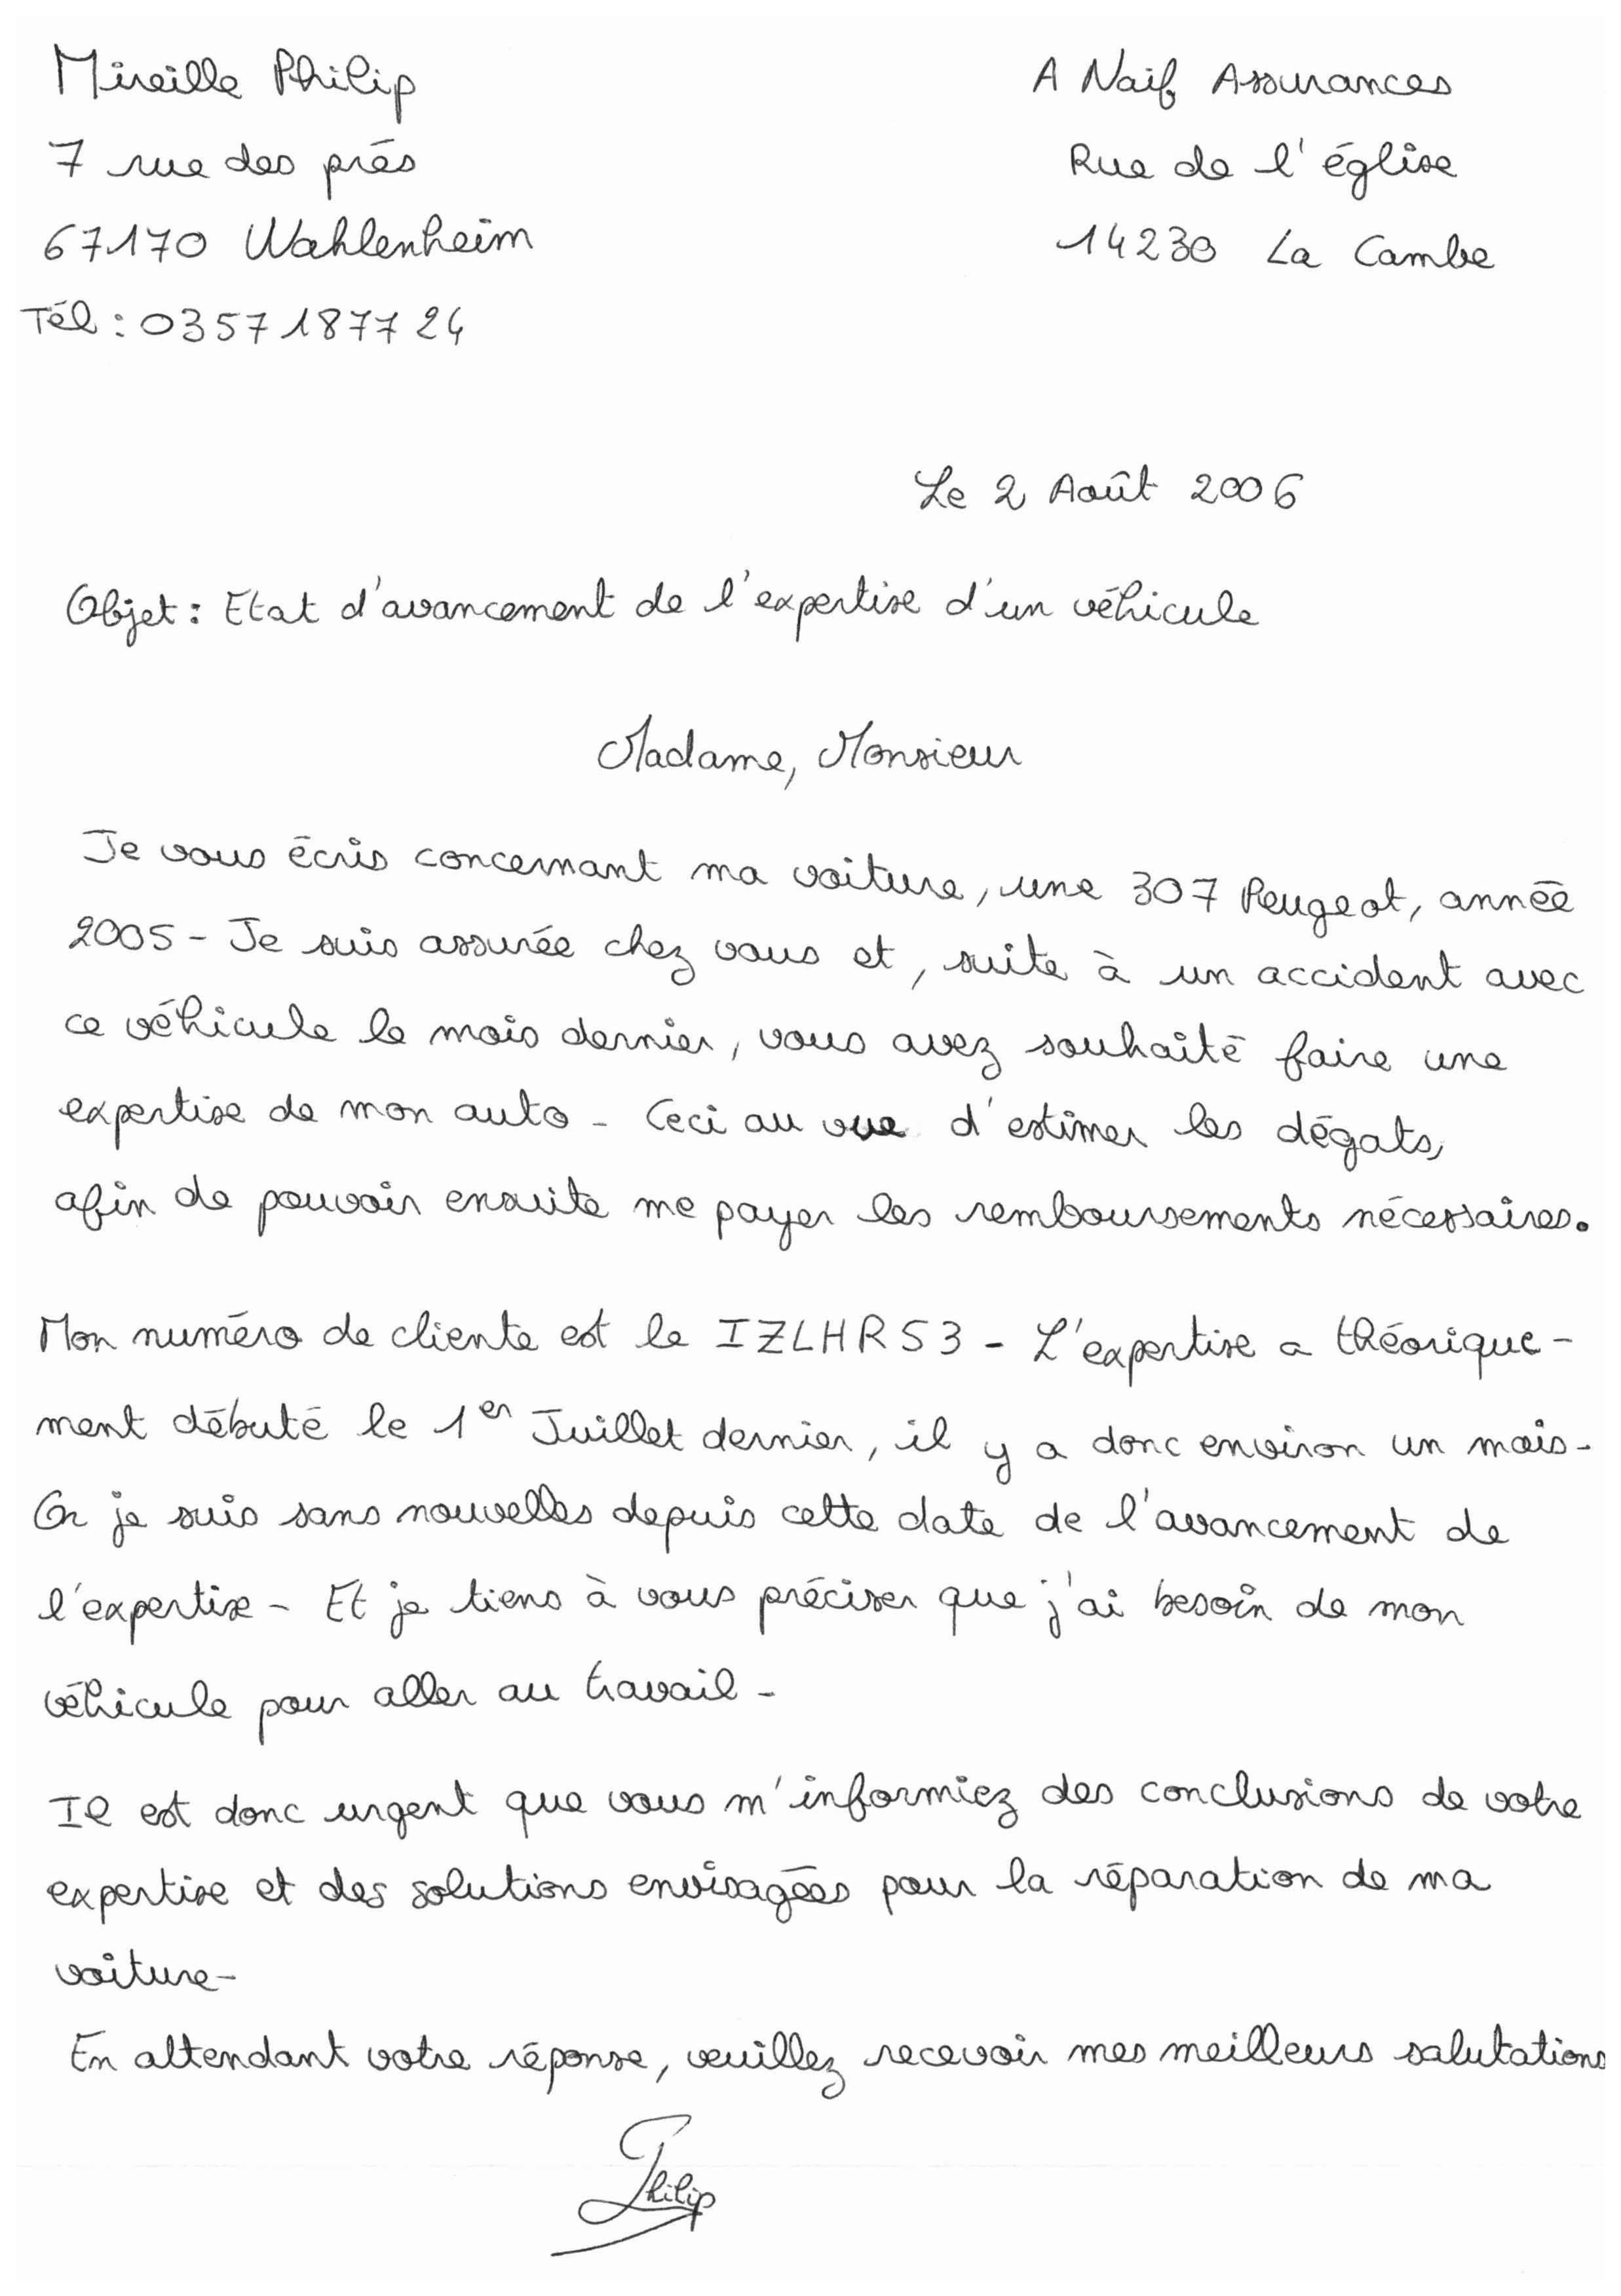 Mireille Philip
7 rue des prés
67170 Wahlenheim
Tél : 03 57 18 77 24
A Naif Assurances
Rue de l'église
14230 La Cambe
Le 2 Août 2006
Objet : Etat d'avancement de l'expertise d'un véhicule
Madame, Monsieur
Je vous écris concernant ma voiture, une 307 Peugeot, année
2005 - Je suis assurée chez vous et, suite à un accident avec
ce véhicule le mois dernier, vous avez souhaité faire une
expertise de mon auto - Ceci au vue d'estimer les dégats,
afin de pouvoir ensuite me payer les remboursements nécessaires.
Mon numéro de cliente est le IZLHR53 - L'expertise a théorique-
ment débuté le 1er Juillet dernier, il y a donc environ un mois -
Or je suis sans nouvelles depuis cette date de l'avancement de
l'expertise - Et je tiens à vous préciser que j'ai besoin de mon
véhicule pour aller au travail -
Il est donc urgent que vous m'informiez des conclusions de votre
expertise et des solutions envisagées pour la réparation de ma
voiture -
En attendant votre réponse, veuillez recevoir mes meilleurs salutations
Philip